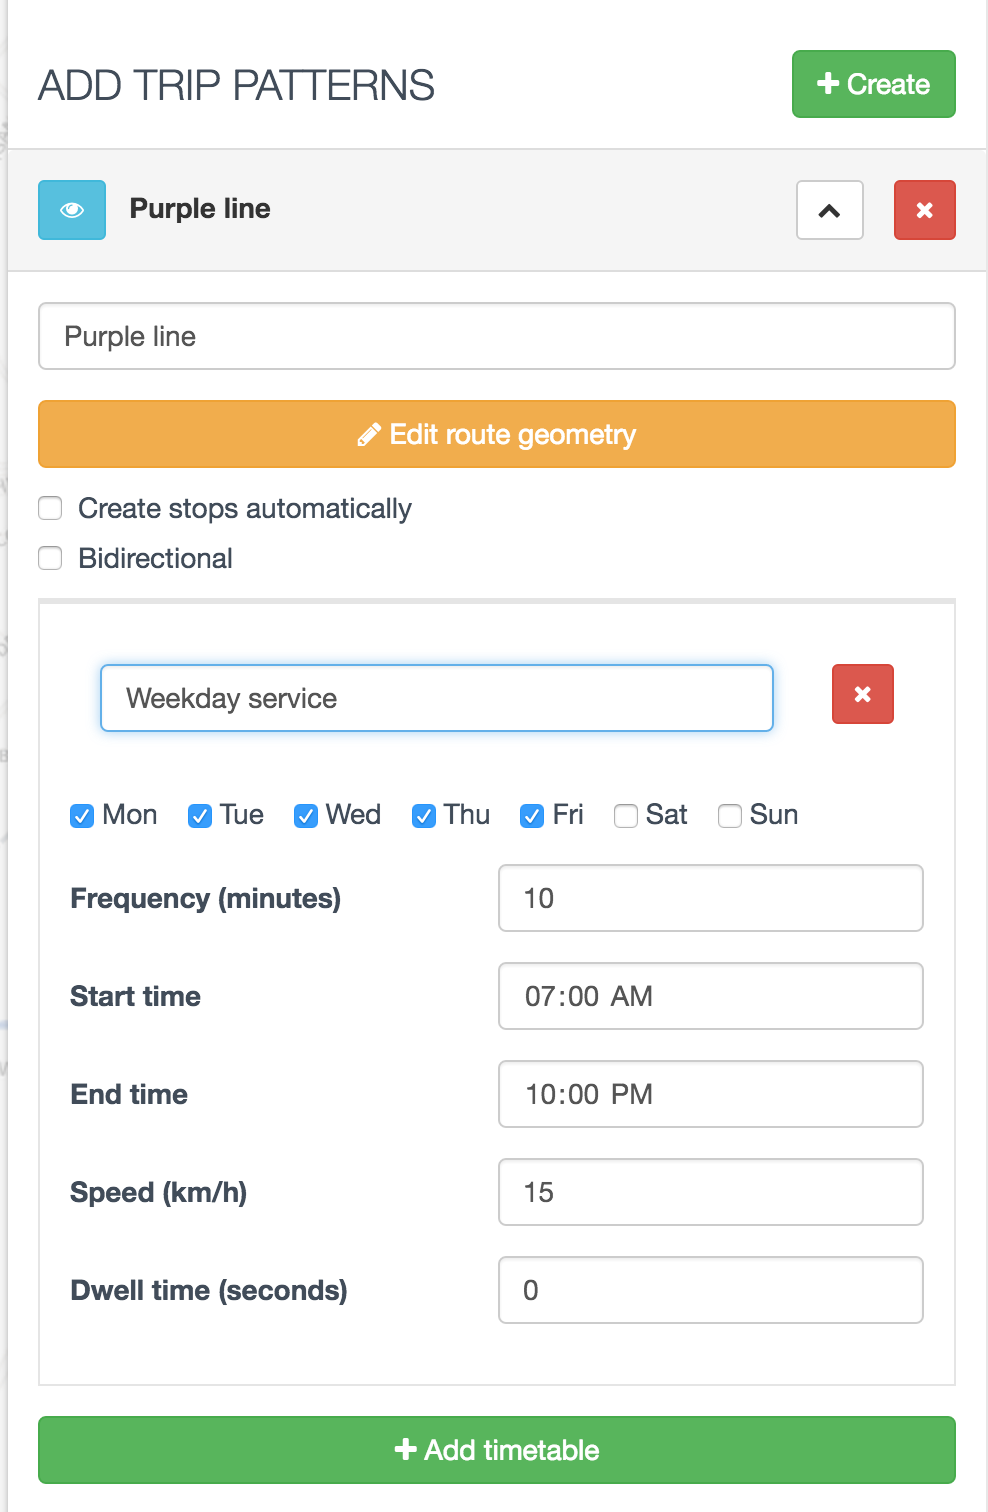 ADD TRIP PATTERNS
Create
Purple line
Purple line
Edit route geometry
Create stops automatically
Bidirectional
Weekday service
Mon Tue Wed Thu Fri Sat Sun
Frequency (minutes) 10
Start time 07:00 AM
End time 10:00 PM
Speed (km/h) 15
Dwell time (seconds) 0
Add timetable